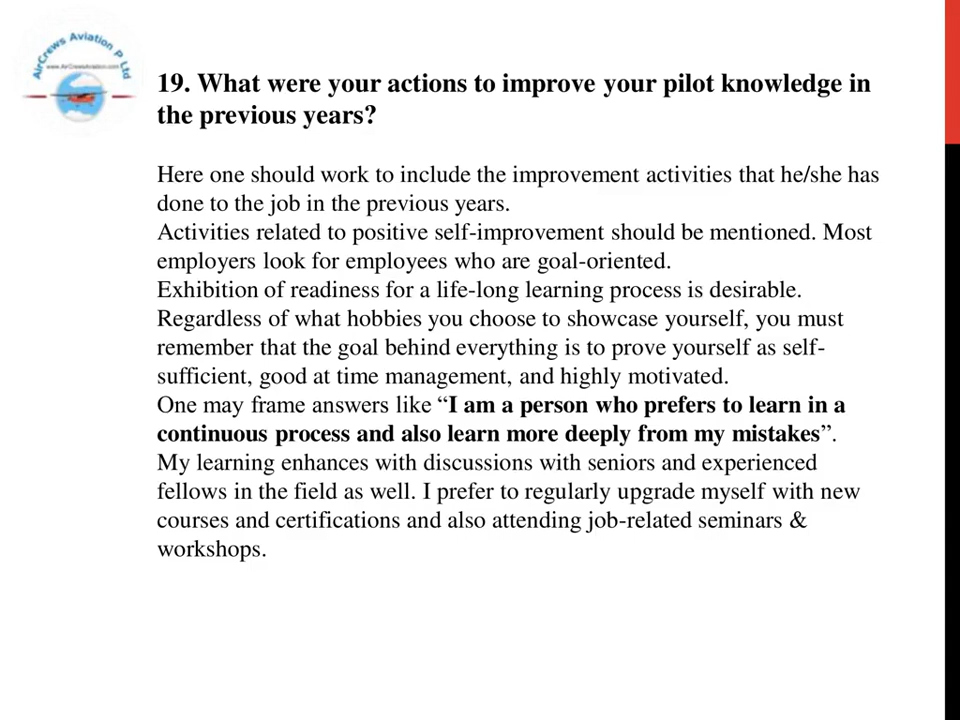 AirCrews Aviation P Ltd
www.AirCrewsAviation.com
19. What were your actions to improve your pilot knowledge in
the previous years?
Here one should work to include the improvement activities that he/she has
done to the job in the previous years.
Activities related to positive self-improvement should be mentioned. Most
employers look for employees who are goal-oriented.
Exhibition of readiness for a life-long learning process is desirable.
Regardless of what hobbies you choose to showcase yourself, you must
remember that the goal behind everything is to prove yourself as self-
sufficient, good at time management, and highly motivated.
One may frame answers like “I am a person who prefers to learn in a
continuous process and also learn more deeply from my mistakes”.
My learning enhances with discussions with seniors and experienced
fellows in the field as well. I prefer to regularly upgrade myself with new
courses and certifications and also attending job-related seminars &
workshops.